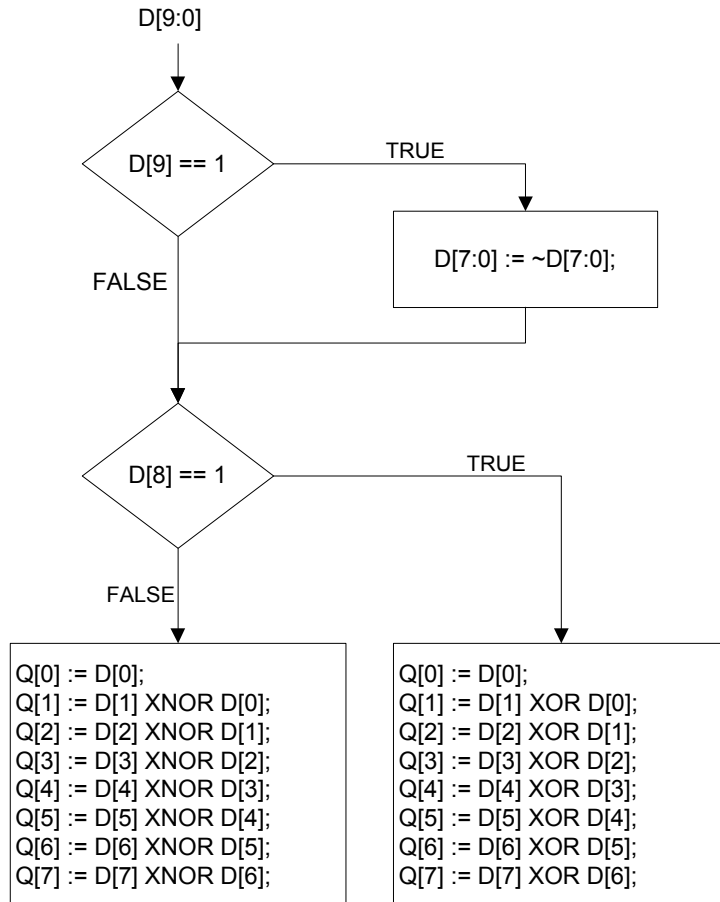 D[9:0]
D[9] == 1
TRUE
D[7:0] := ~D[7:0];
FALSE
D[8] == 1
TRUE
FALSE
Q[0] := D[0];
Q[1] := D[1] XNOR D[0];
Q[2] := D[2] XNOR D[1];
Q[3] := D[3] XNOR D[2];
Q[4] := D[4] XNOR D[3];
Q[5] := D[5] XNOR D[4];
Q[6] := D[6] XNOR D[5];
Q[7] := D[7] XNOR D[6];
Q[0] := D[0];
Q[1] := D[1] XOR D[0];
Q[2] := D[2] XOR D[1];
Q[3] := D[3] XOR D[2];
Q[4] := D[4] XOR D[3];
Q[5] := D[5] XOR D[4];
Q[6] := D[6] XOR D[5];
Q[7] := D[7] XOR D[6];